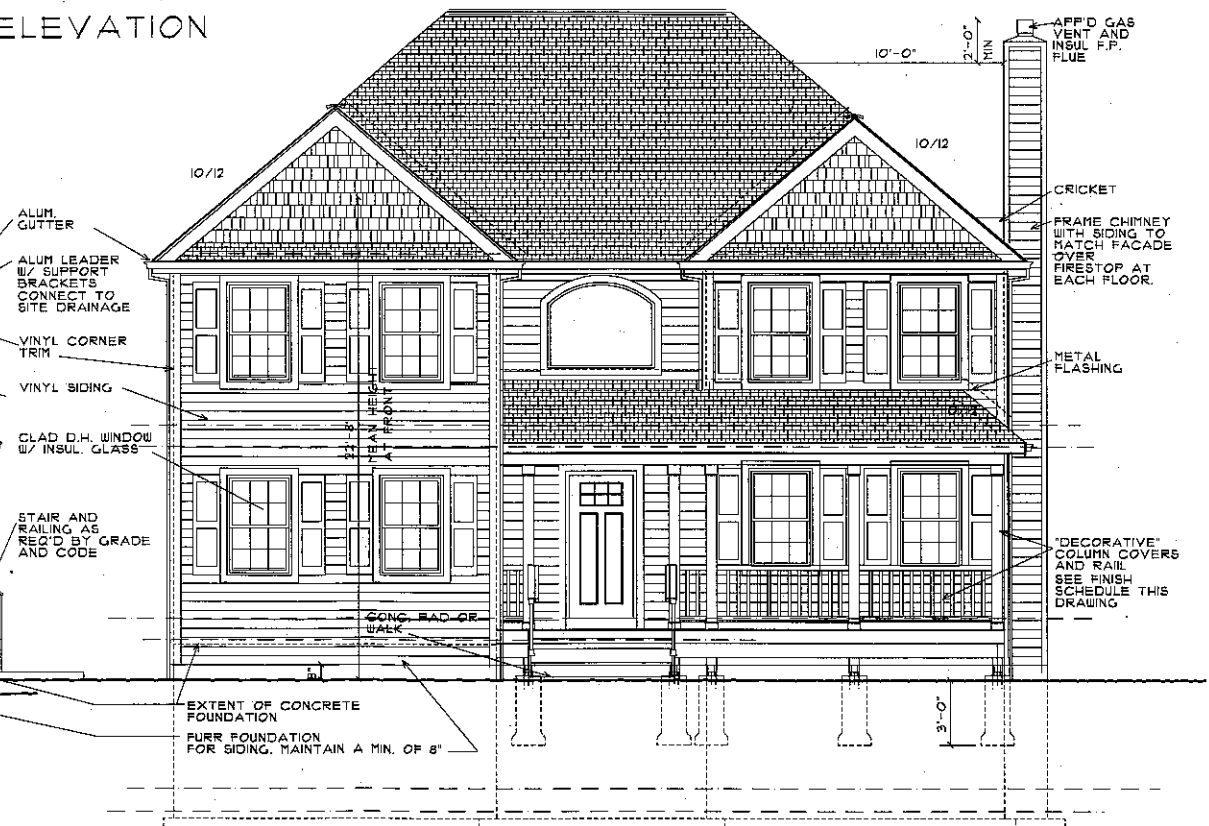 ELEVATION
APP'D GAS
VENT AND
INSUL F.P.
FLUE
10'-0"
2'-0"
MIN
10/12
10/12
ALUM.
GUTTER
ALUM LEADER
W/ SUPPORT
BRACKETS
CONNECT TO
SITE DRAINAGE
VINYL CORNER
TRIM
VINYL SIDING
CLAD D.H. WINDOW
W/ INSUL. GLASS
STAIR AND
RAILING AS
REQ'D BY GRADE
AND CODE
CRICKET
FRAME CHIMNEY
WITH SIDING TO
MATCH FACADE
OVER
FIRESTOP AT
EACH FLOOR.
METAL
FLASHING
22'-8"
MEAN HEIGHT
AT FRONT
"DECORATIVE"
COLUMN COVERS
AND RAIL
SEE FINISH
SCHEDULE THIS
DRAWING
CONC. PAD OR
WALK
8"
3'-0"
EXTENT OF CONCRETE
FOUNDATION
FURR FOUNDATION
FOR SIDING. MAINTAIN A MIN. OF 8"